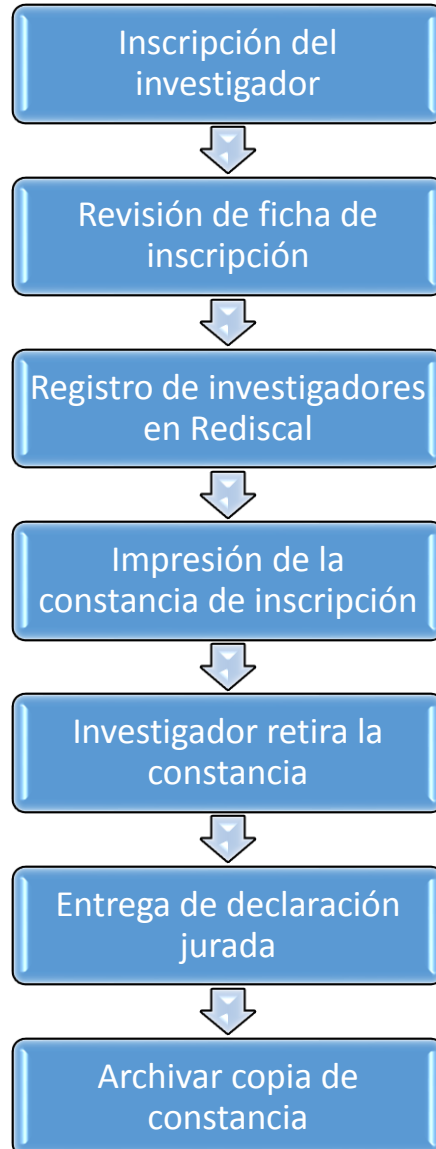 Inscripción del
investigador
Revisión de ficha de
inscripción
Registro de investigadores
en Rediscal
Impresión de la
constancia de inscripción
Investigador retira la
constancia
Entrega de declaración
jurada
Archivar copia de
constancia